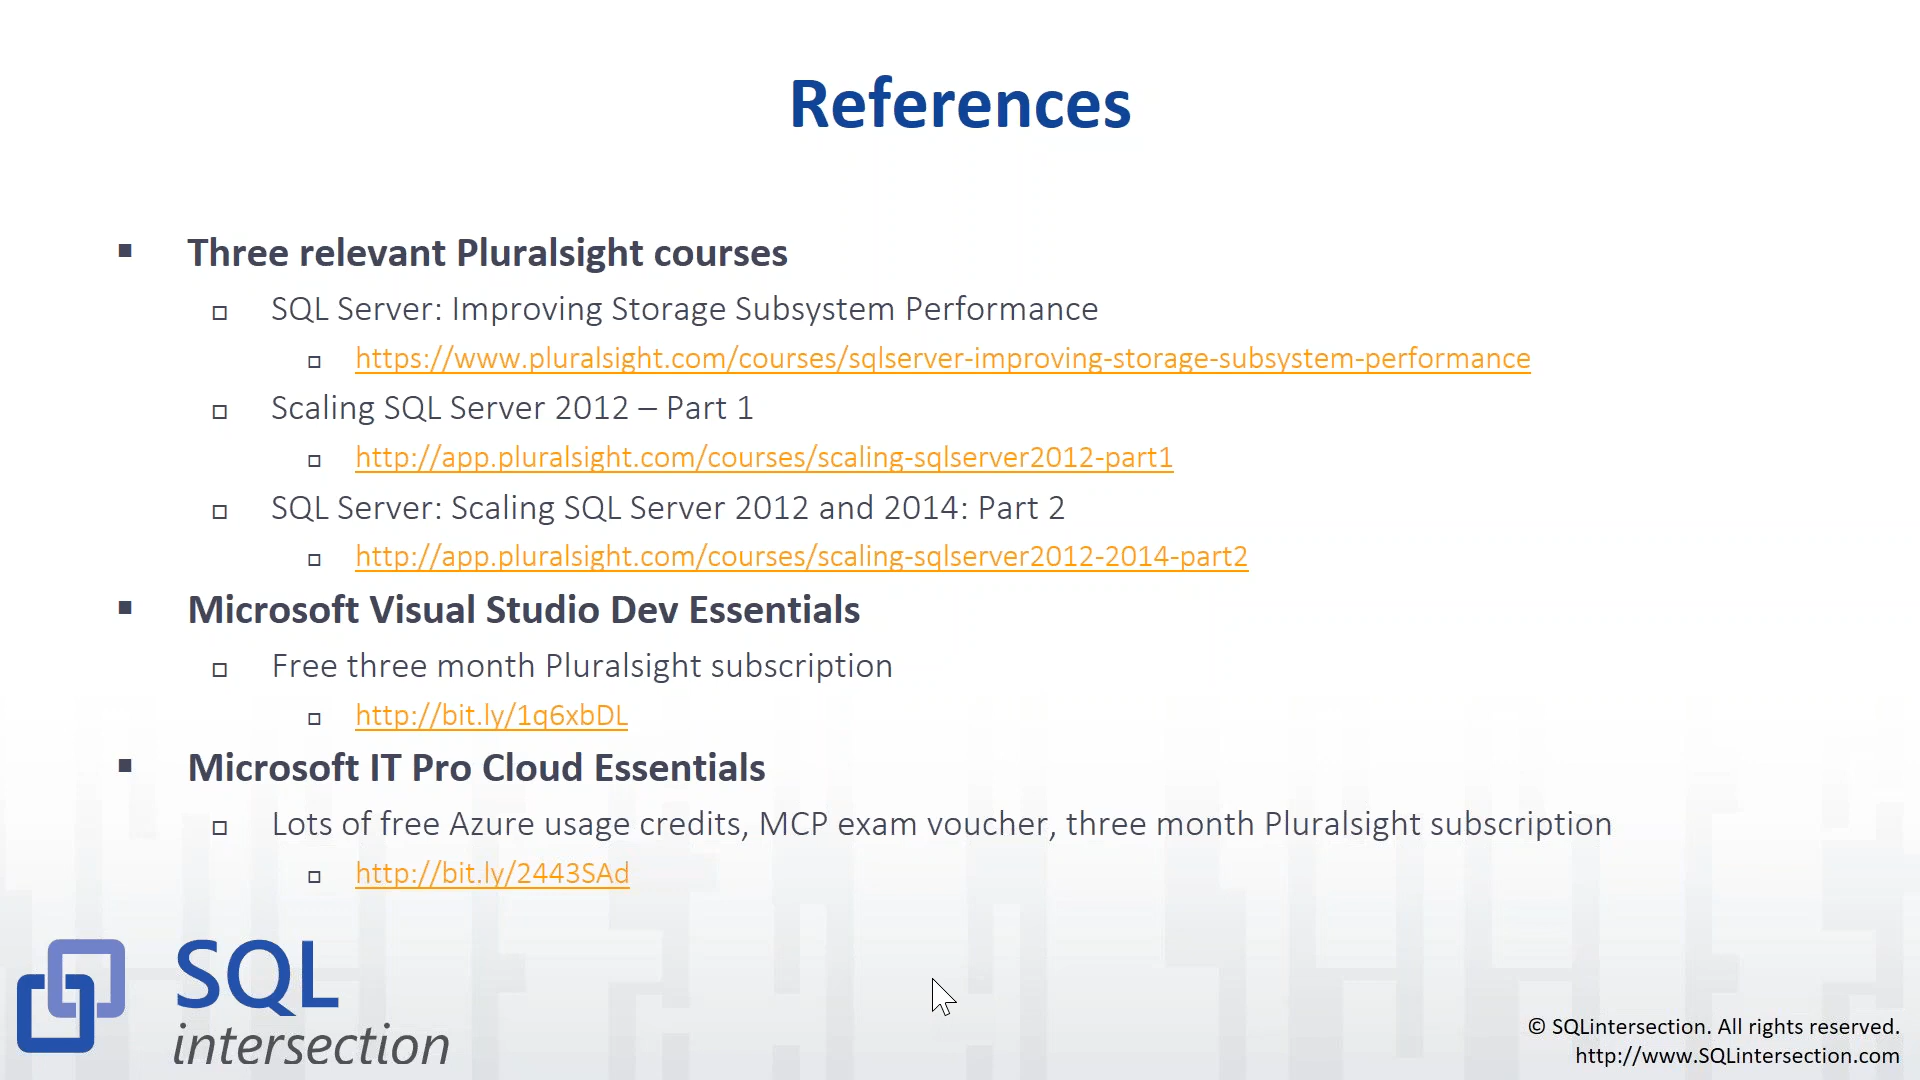 References
Three relevant Pluralsight courses
SQL Server: Improving Storage Subsystem Performance
https://www.pluralsight.com/courses/sqlserver-improving-storage-subsystem-performance
Scaling SQL Server 2012 – Part 1
http://app.pluralsight.com/courses/scaling-sqlserver2012-part1
SQL Server: Scaling SQL Server 2012 and 2014: Part 2
http://app.pluralsight.com/courses/scaling-sqlserver2012-2014-part2
Microsoft Visual Studio Dev Essentials
Free three month Pluralsight subscription
http://bit.ly/1q6xbDL
Microsoft IT Pro Cloud Essentials
Lots of free Azure usage credits, MCP exam voucher, three month Pluralsight subscription
http://bit.ly/2443SAd
SQL
intersection
© SQLintersection. All rights reserved.
http://www.SQLintersection.com